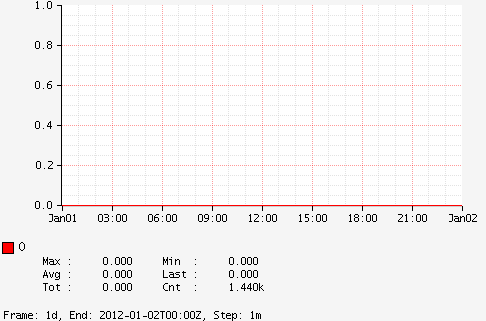 1.0
0.8
0.6
0.4
0.2
0.0
Jan01 03:00 06:00 09:00 12:00 15:00 18:00 21:00 Jan02
0
Max : 0.000 Min : 0.000
Avg : 0.000 Last : 0.000
Tot : 0.000 Cnt : 1.440k
Frame: 1d, End: 2012-01-02T00:00Z, Step: 1m